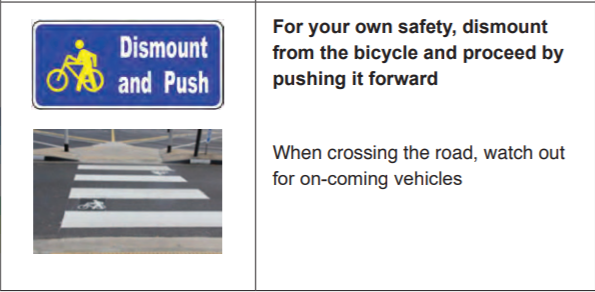 Dismount
and Push
For your own safety, dismount
from the bicycle and proceed by
pushing it forward
When crossing the road, watch out
for on-coming vehicles